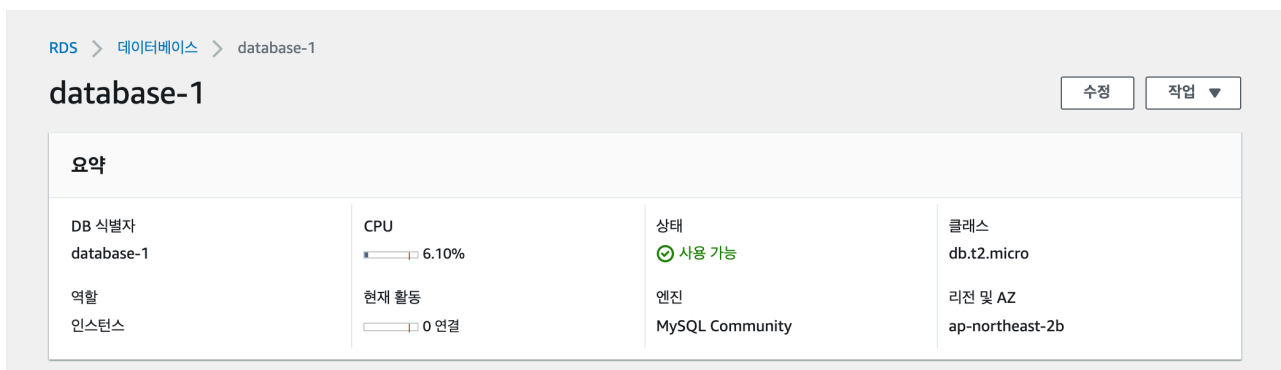 RDS > 데이터베이스 > database-1
database-1
수정
작업 ▼
요약
DB 식별자
database-1
CPU
6.10%
상태
사용 가능
클래스
db.t2.micro
역할
인스턴스
현재 활동
0 연결
엔진
MySQL Community
리전 및 AZ
ap-northeast-2b